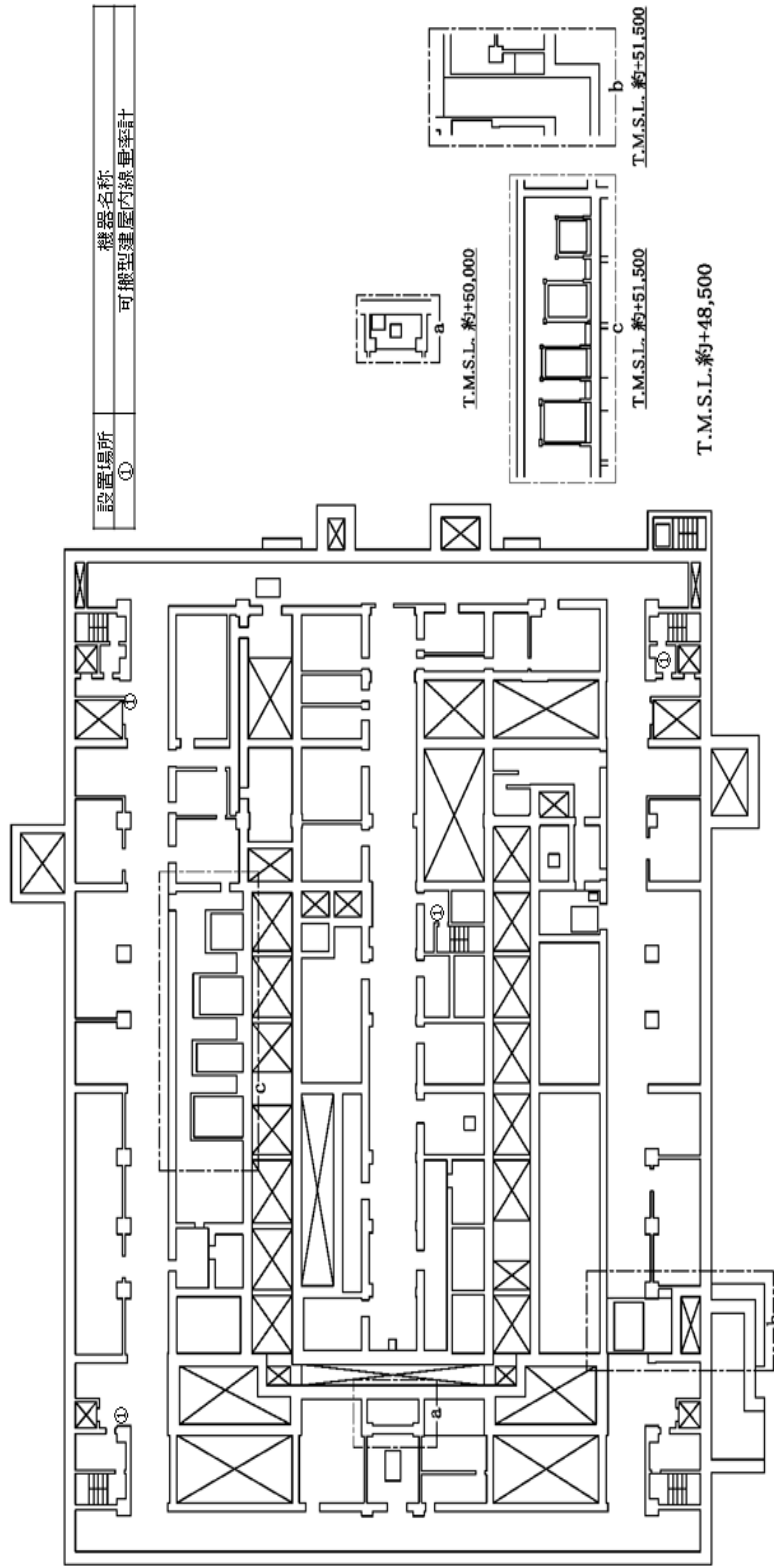 設置場所 機器名称
① 可搬型建屋内線量率計
①
①
①
①
c
a
b
a
T.M.S.L. 約+50,000
b
T.M.S.L. 約+51,500
c
T.M.S.L. 約+51,500
T.M.S.L.約+48,500